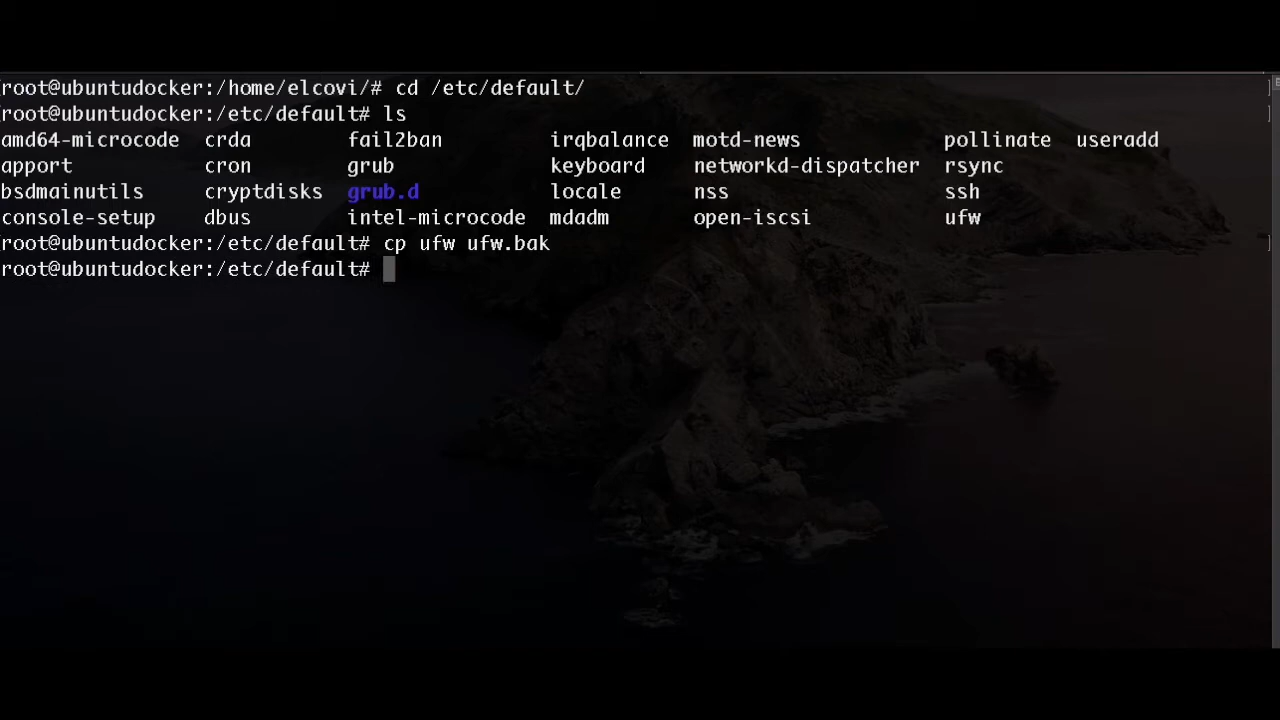 [root@ubuntudocker:/home/elcovi/# cd /etc/default/ ]
[root@ubuntudocker:/etc/default# ls ]
amd64-microcode crda fail2ban irqbalance motd-news pollinate useradd
apport cron grub keyboard networkd-dispatcher rsync
bsdmainutils cryptdisks grub.d locale nss ssh
console-setup dbus intel-microcode mdadm open-iscsi ufw
[root@ubuntudocker:/etc/default# cp ufw ufw.bak ]
root@ubuntudocker:/etc/default#